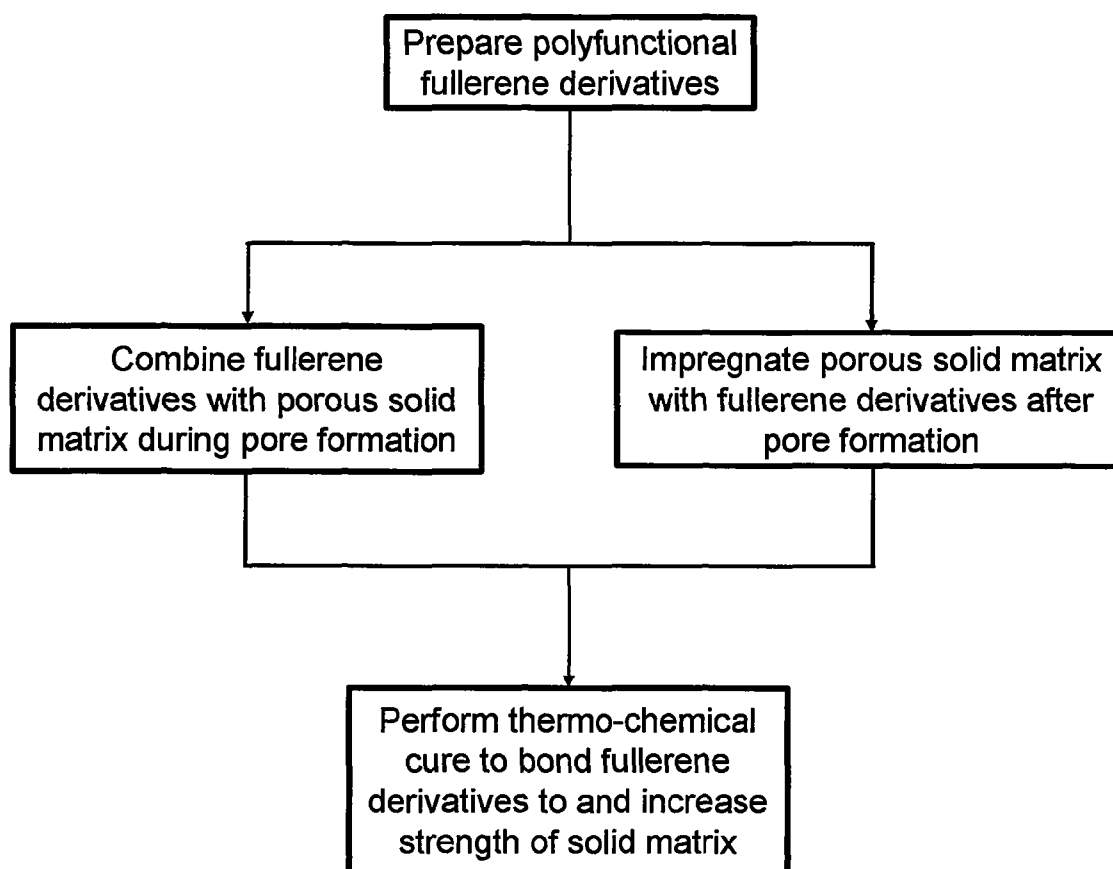 Prepare polyfunctional
fullerene derivatives
Combine fullerene
derivatives with porous solid
matrix during pore formation
Impregnate porous solid matrix
with fullerene derivatives after
pore formation
Perform thermo-chemical
cure to bond fullerene
derivatives to and increase
strength of solid matrix